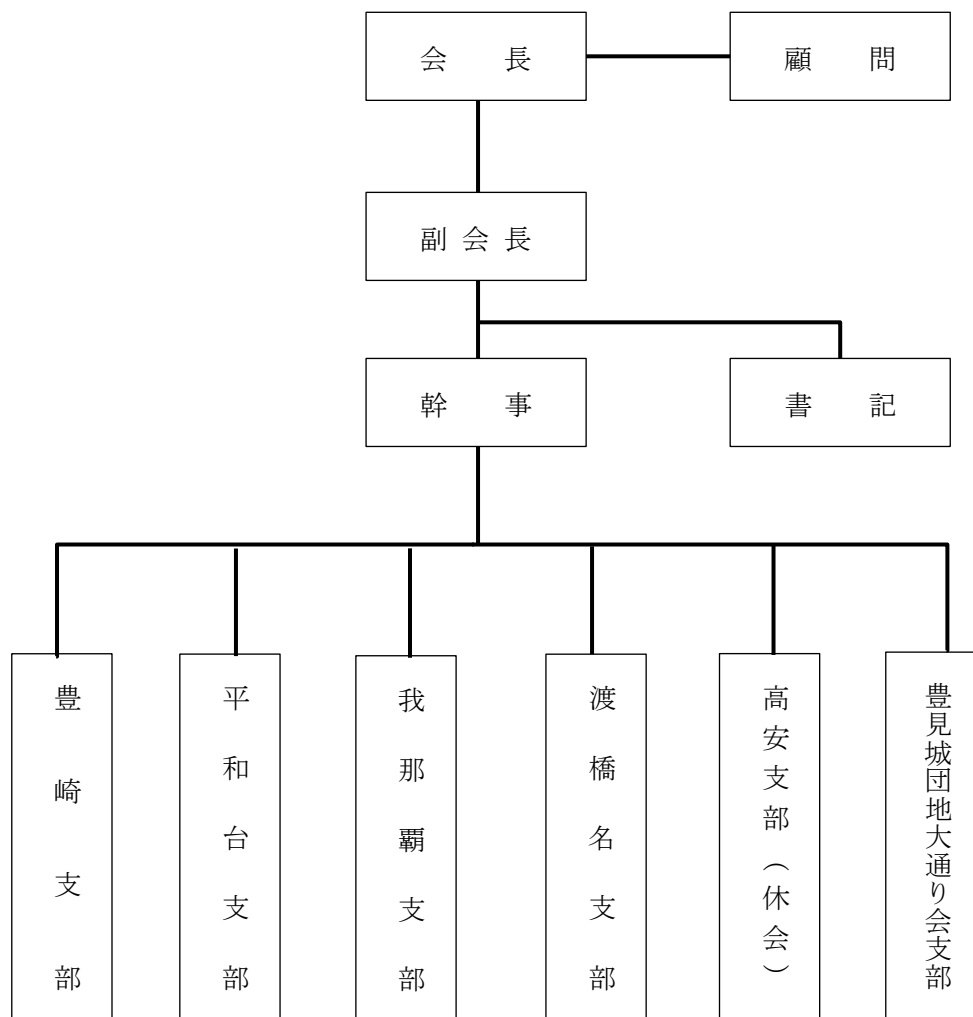 会長
顧問
副会長
幹事
書記
豊崎支部
平和台支部
我那覇支部
渡橋名支部
高安支部（休会）
豊見城団地大通り会支部